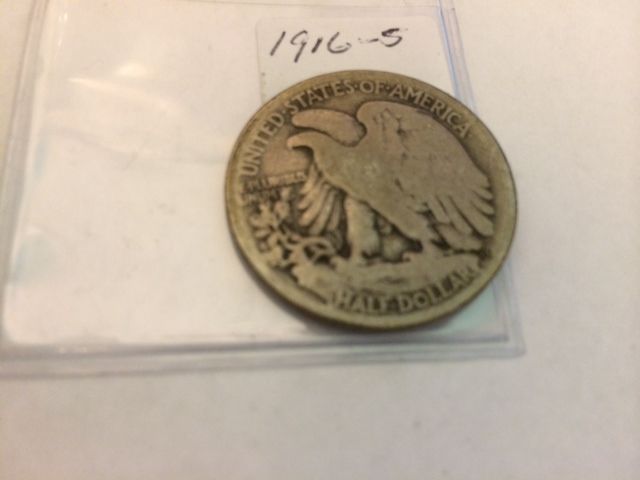 1916-S
UNITED·STATES·OF·AMERICA
HALF DOLLAR